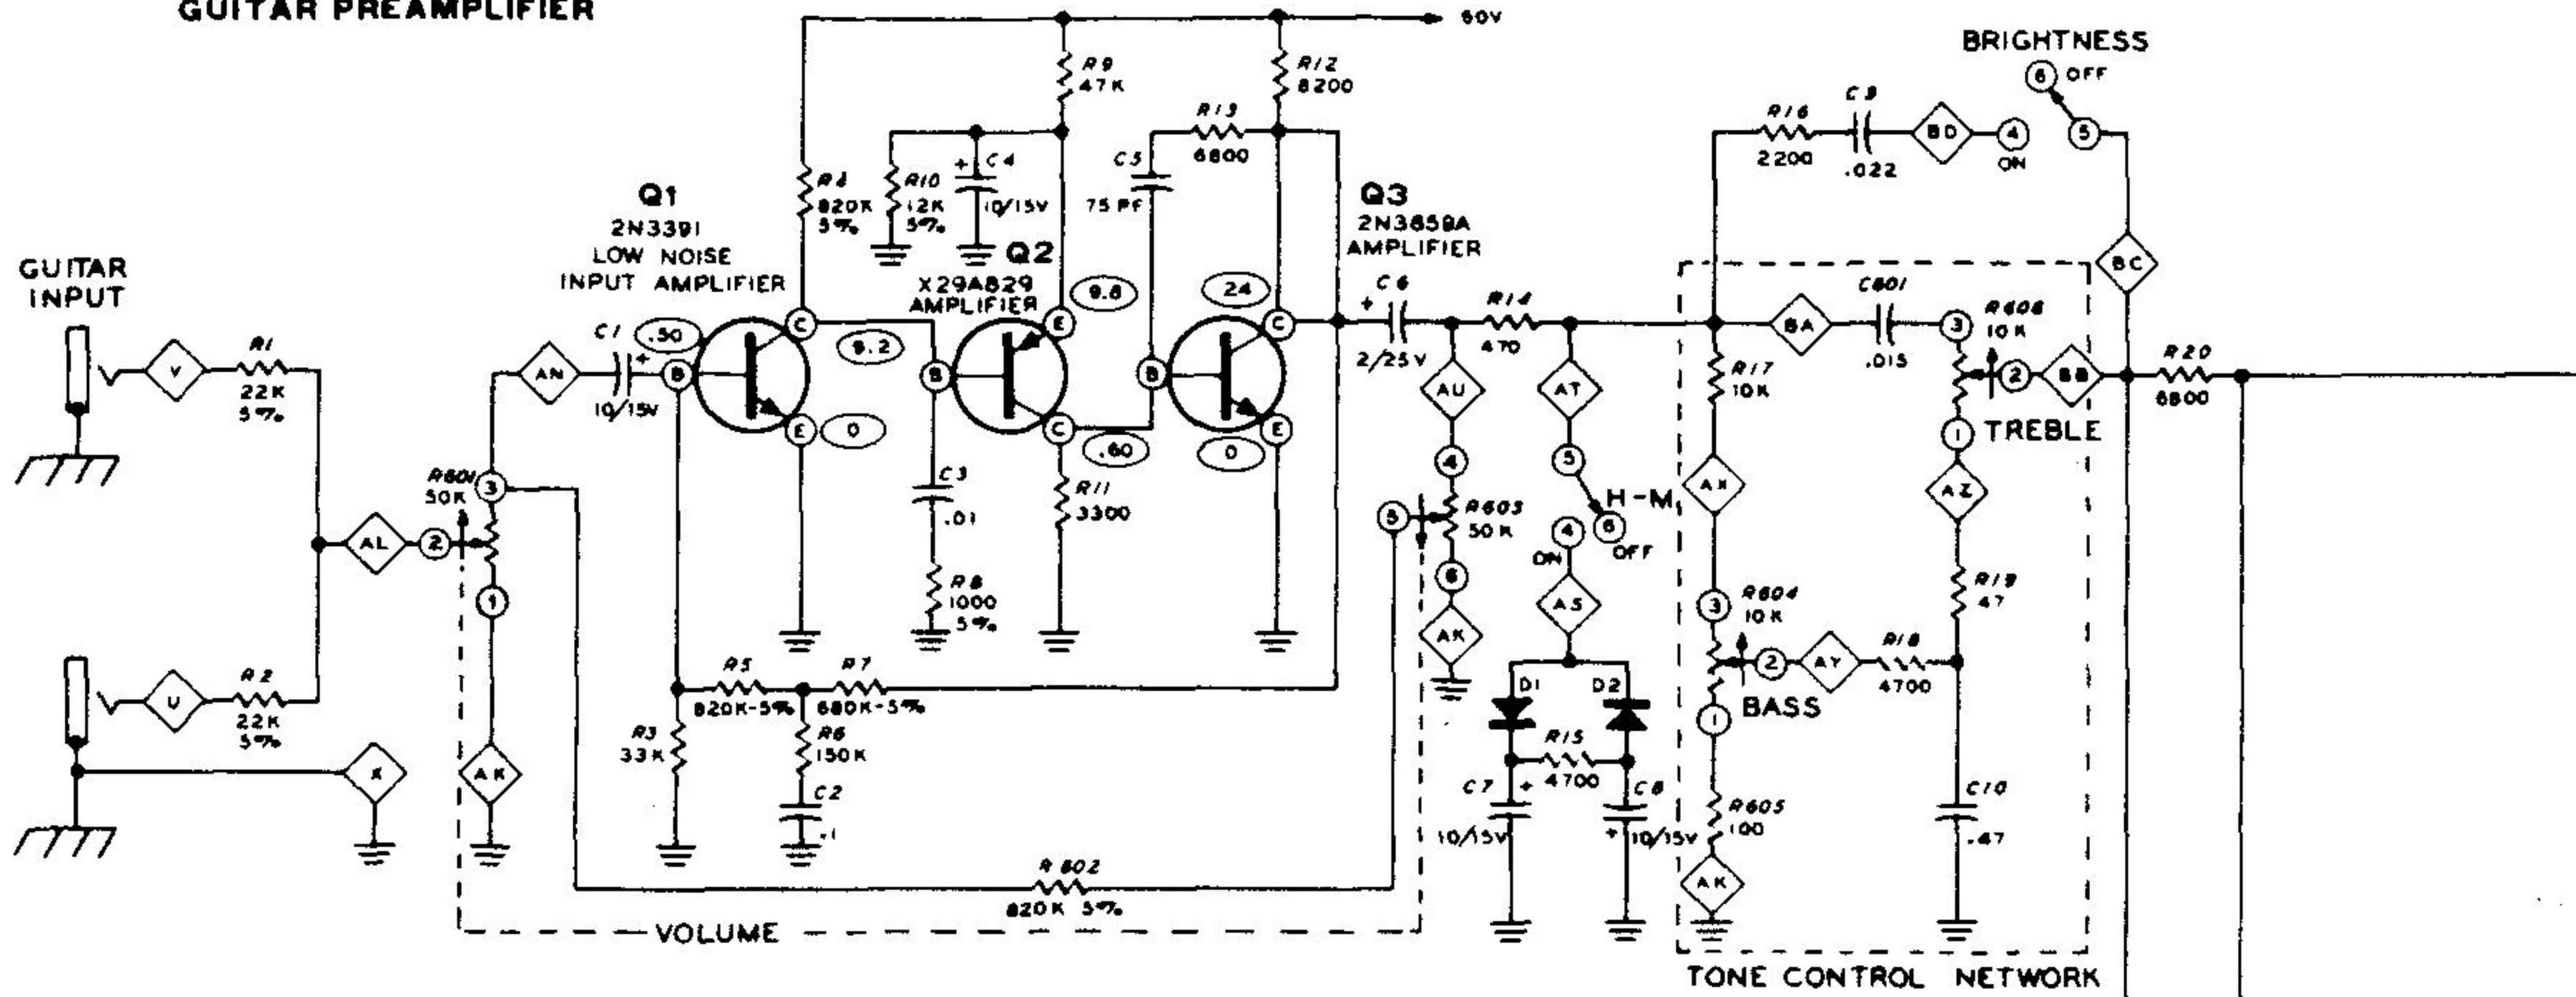 GUITAR PREAMPLIFIER
60V
BRIGHTNESS
6 OFF
5
R9
47K
R12
8200
R13
6800
C5
75 PF
R16
2200
C9
.022
BD
4
ON
R4
820K
5%
R10
12K
5%
C4
+
10/15V
Q1
2N3391
LOW NOISE
INPUT AMPLIFIER
Q2
X29A829
AMPLIFIER
Q3
2N3858A
AMPLIFIER
GUITAR
INPUT
V
R1
22K
5%
AN
C1
+
10/15V
.50
B
C
E
0
9.2
B
E
C
9.8
.60
B
C
E
24
0
C6
+
2/25V
R14
470
BA
C601
.015
3
R606
10K
2
BB
BC
R20
6800
TREBLE
1
AZ
R19
47
AU
4
AT
5
H-M
4
ON
6
OFF
R17
10K
AX
R601
50K
3
AL
2
1
C3
.01
R8
1000
5%
R11
3300
5
R603
50K
6
AK
AS
3
R604
10K
2
AY
R18
4700
BASS
1
U
R2
22K
5%
X
AK
R5
820K-5%
R7
680K-5%
R3
33K
R6
150K
C2
.1
D1
D2
R15
4700
C7
+
10/15V
C8
+
10/15V
R605
100
AK
C10
.47
R602
820K 5%
VOLUME
TONE CONTROL NETWORK